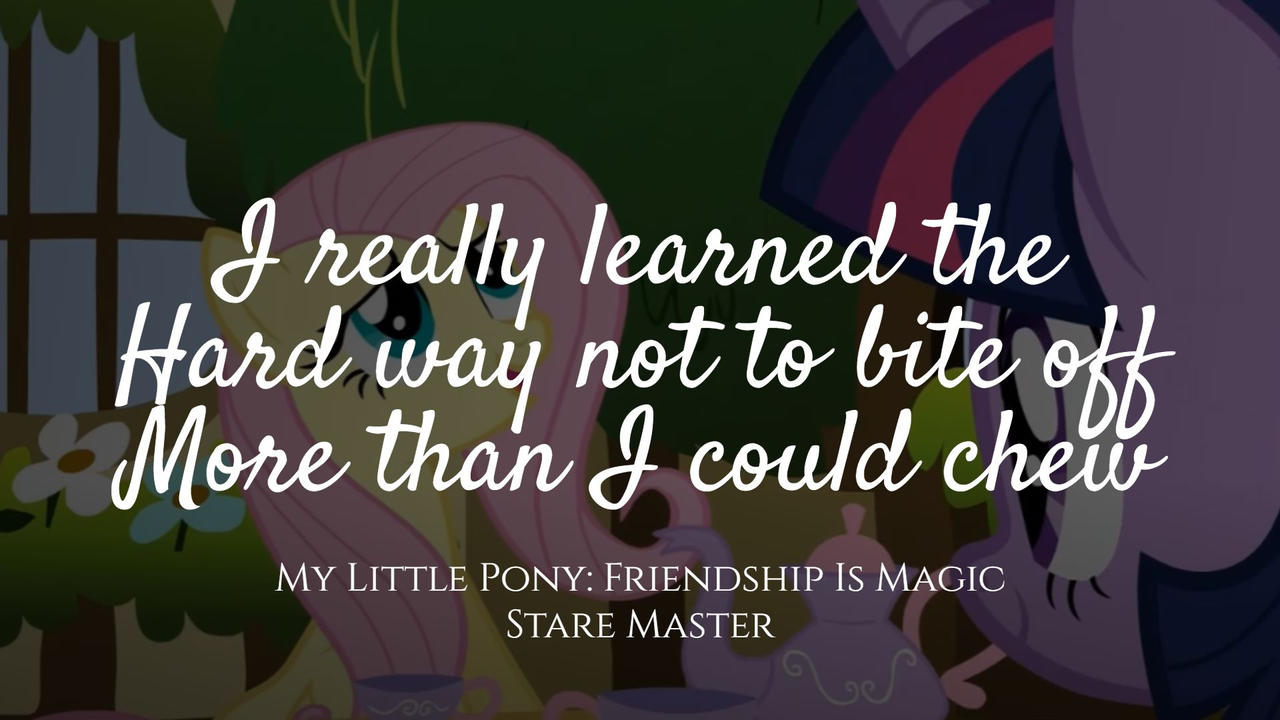 I really learned the
Hard way not to bite off
More than I could chew
My Little Pony: Friendship Is Magic
Stare Master